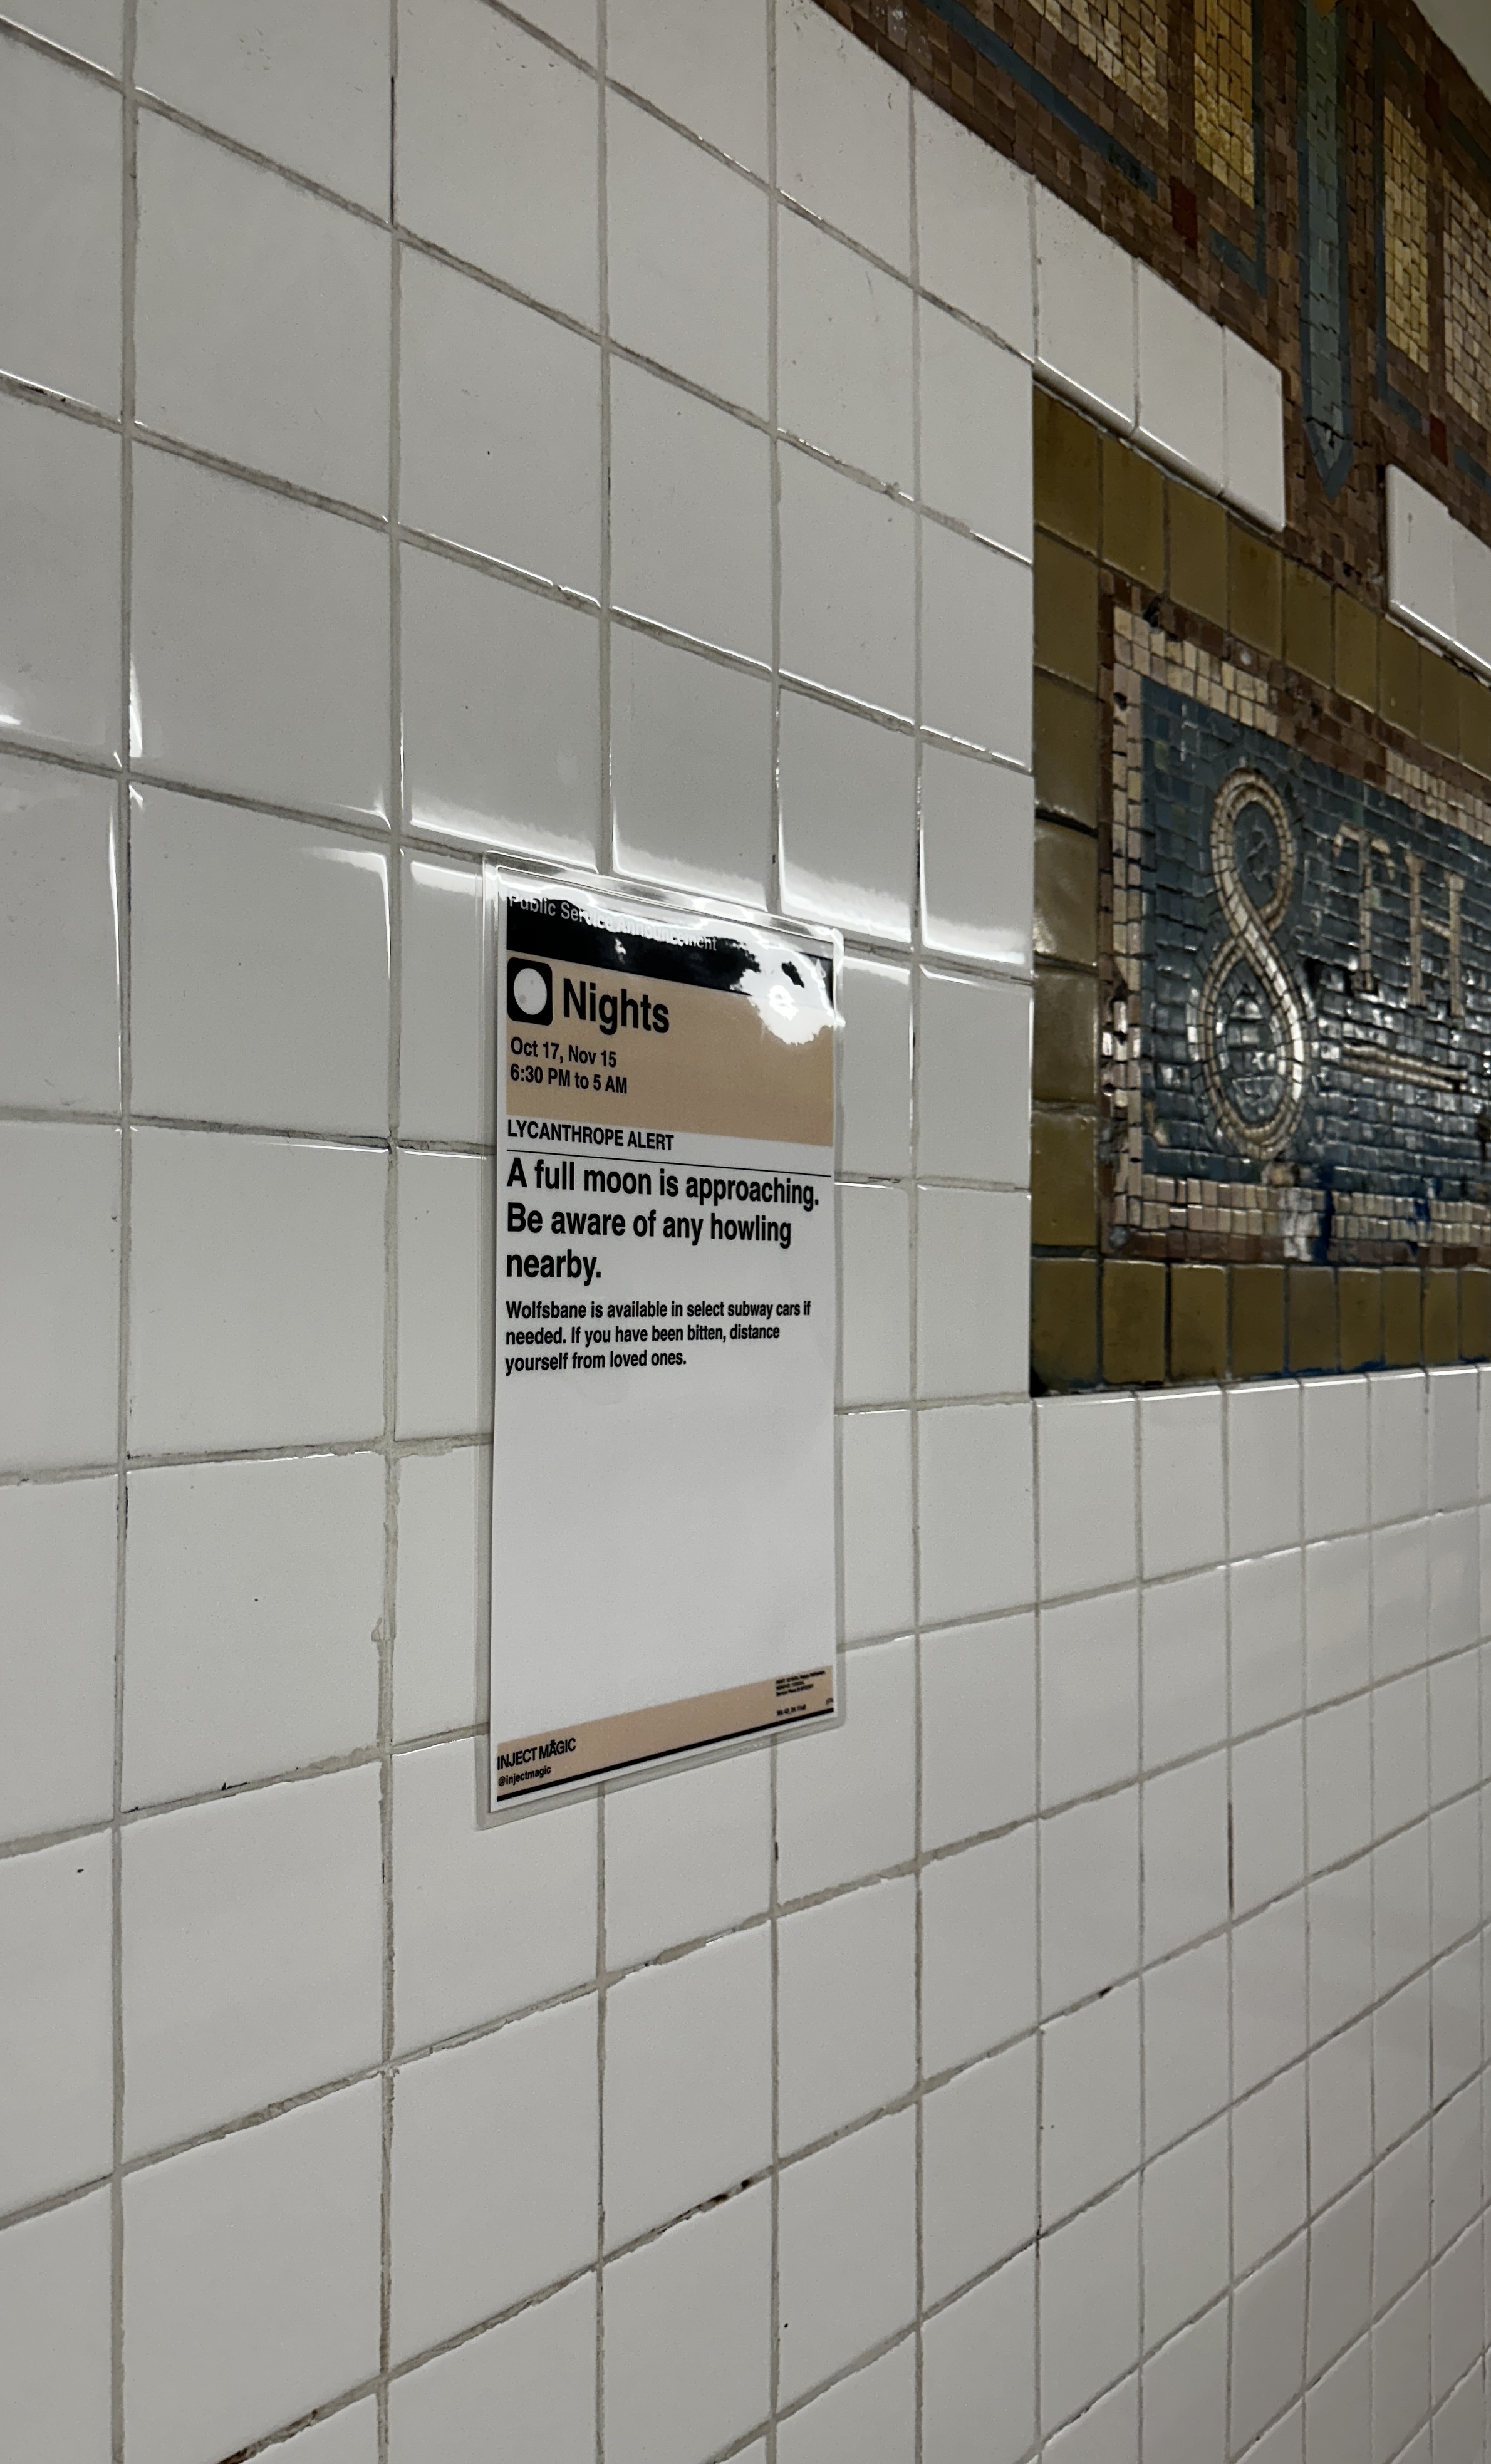 Public Service Announcement
Nights
Oct 17, Nov 15
6:30 PM to 5 AM
LYCANTHROPE ALERT
A full moon is approaching.
Be aware of any howling
nearby.
Wolfsbane is available in select subway cars if
needed. If you have been bitten, distance
yourself from loved ones.
INJECT MAGIC
@injectmagic
8TH